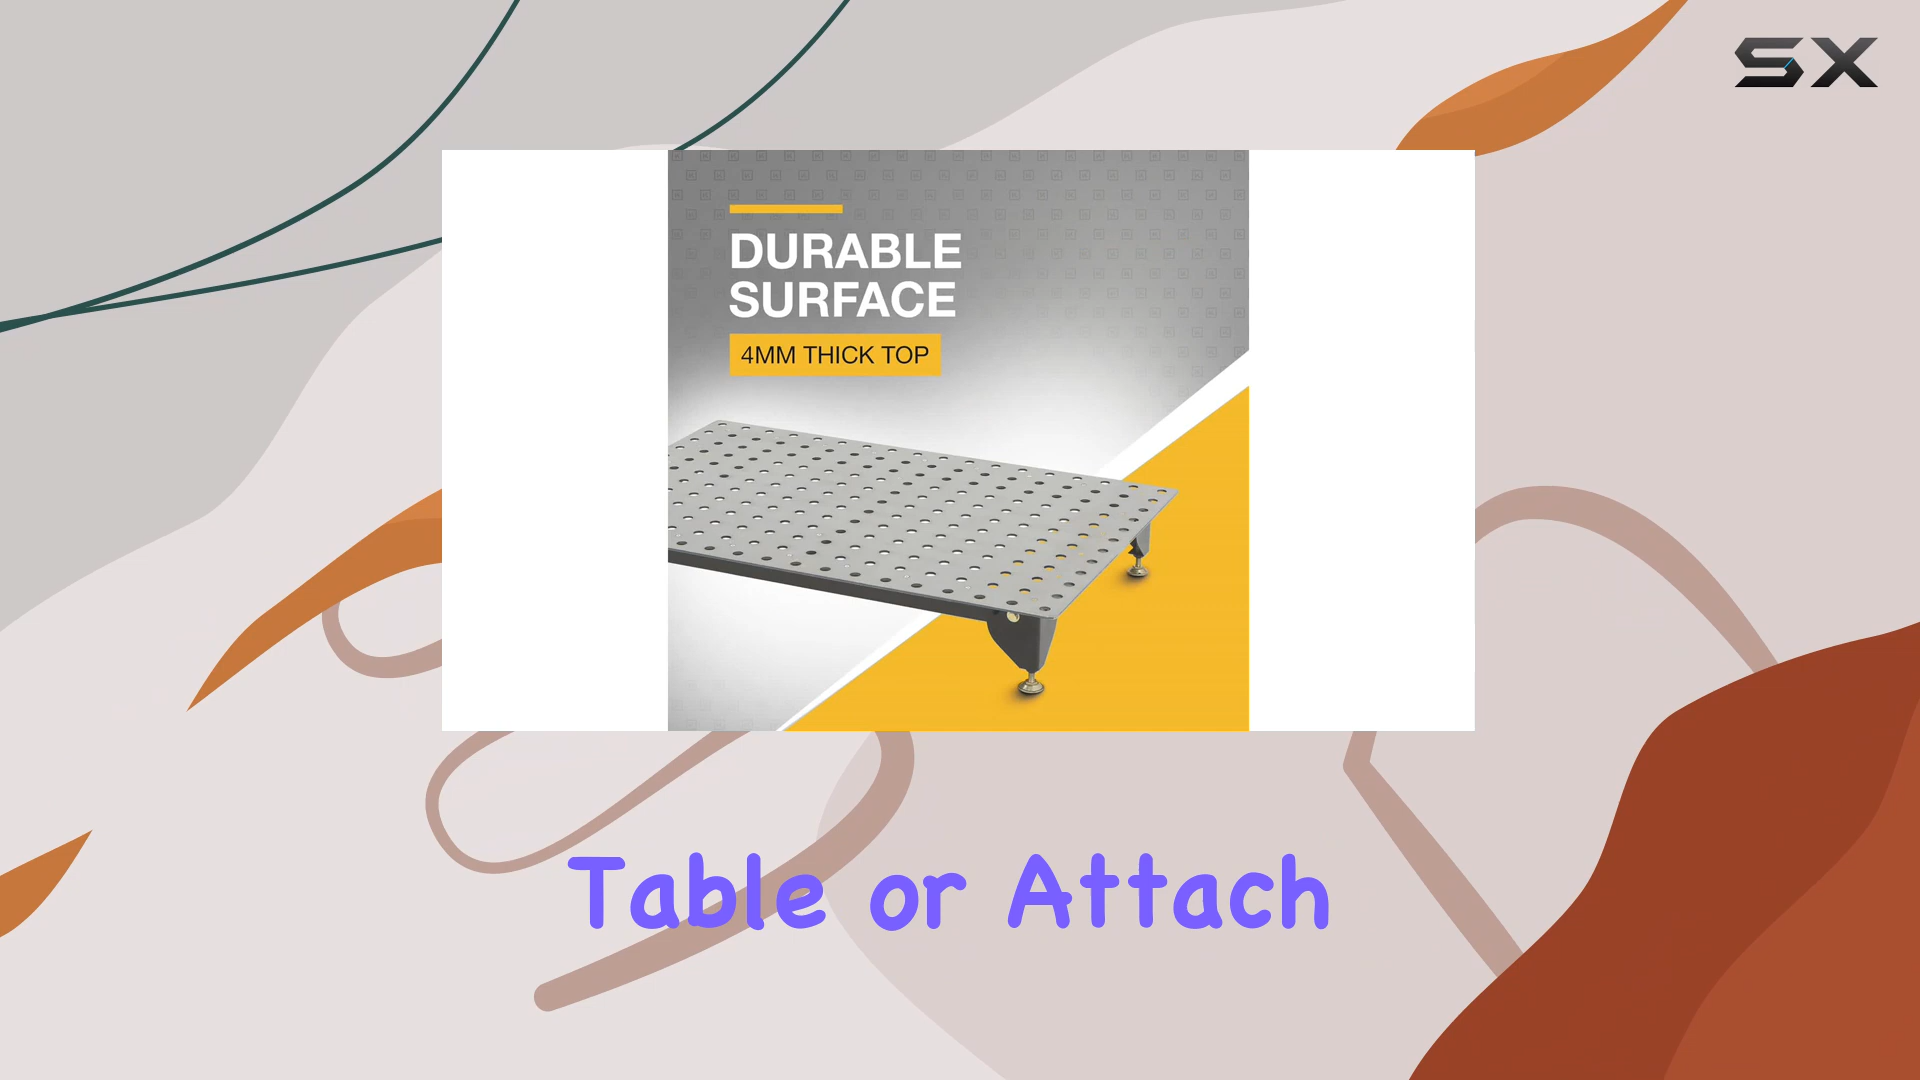 SX
DURABLE
SURFACE
4MM THICK TOP
Table or Attach